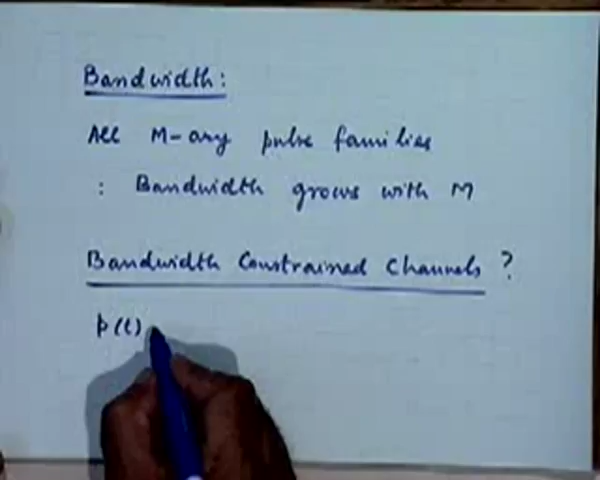 Bandwidth:
All M-ary pulse families
: Bandwidth grows with M
Bandwidth Constrained Channels ?
p(t)